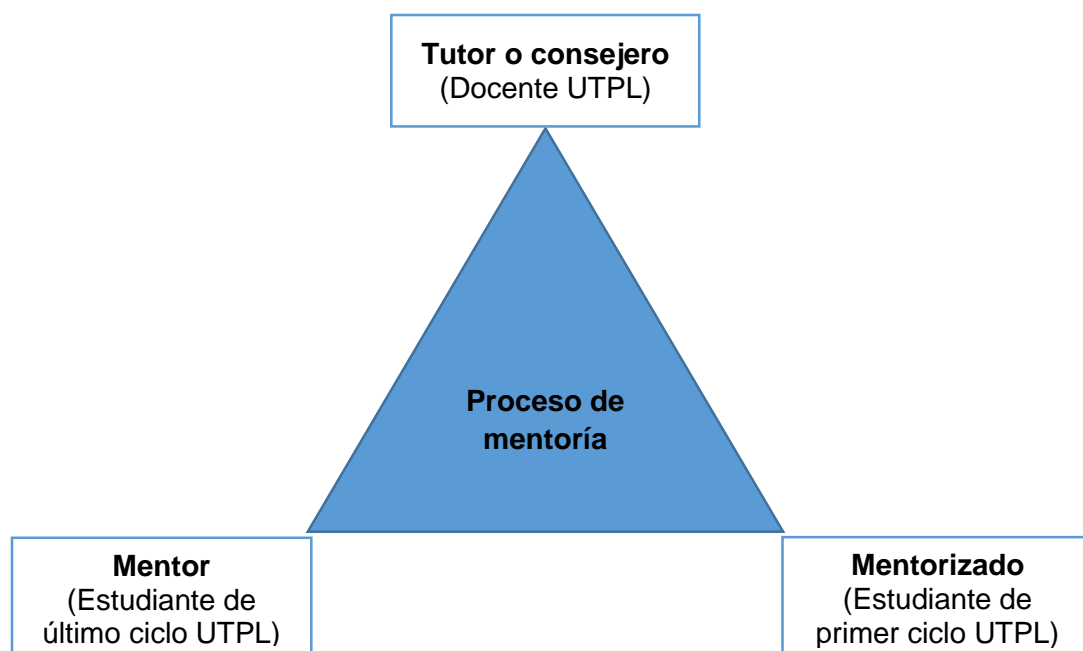 Tutor o consejero
(Docente UTPL)
Proceso de
mentoría
Mentor
(Estudiante de
último ciclo UTPL)
Mentorizado
(Estudiante de
primer ciclo UTPL)